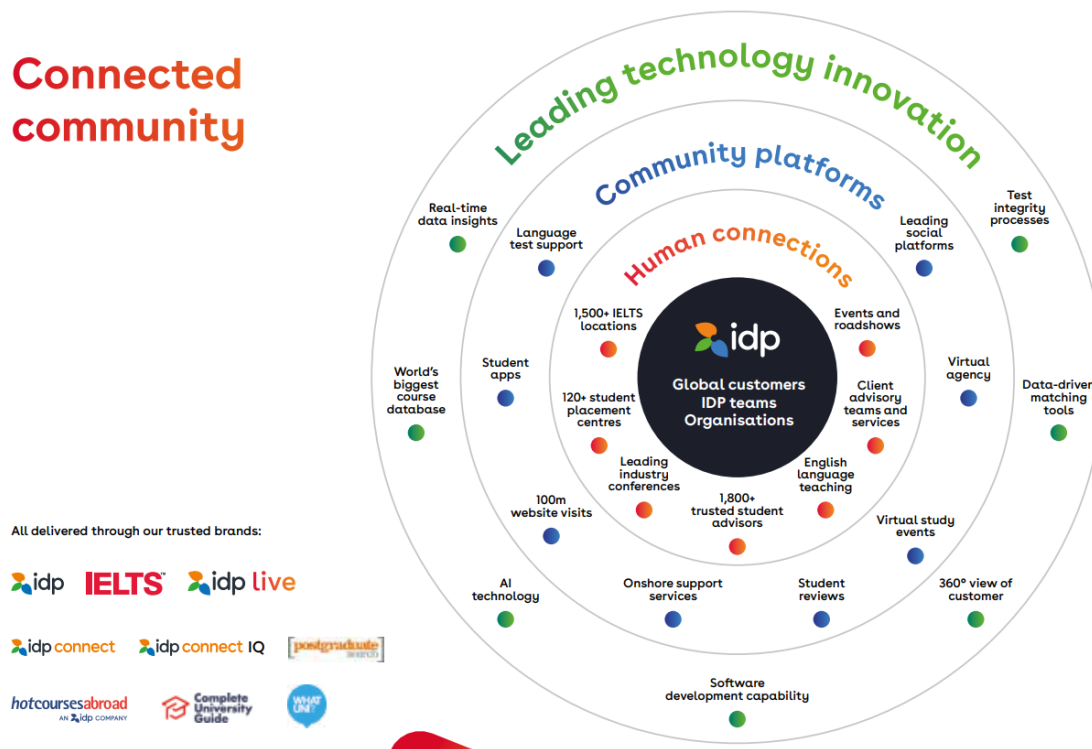 Connected
community
Leading technology innovation
Community platforms
Human connections
Real-time
data insights
Language
test support
Leading
social
platforms
Test
integrity
processes
1,500+ IELTS
locations
Events and
roadshows
idp
Global customers
IDP teams
Organisations
World's
biggest
course
database
Student
apps
120+ student
placement
centres
Client
advisory
teams and
services
Virtual
agency
Data-driven
matching
tools
Leading
industry
conferences
1,800+
trusted student
advisors
English
language
teaching
100m
website visits
Virtual study
events
AI
technology
Onshore support
services
Student
reviews
360° view of
customer
Software
development capability
All delivered through our trusted brands:
idp
IELTS™
idp live
idp connect
idp connect IQ
postgraduate
search
hotcoursesabroad
AN idp COMPANY
Complete
University
Guide
WHAT
UNI?